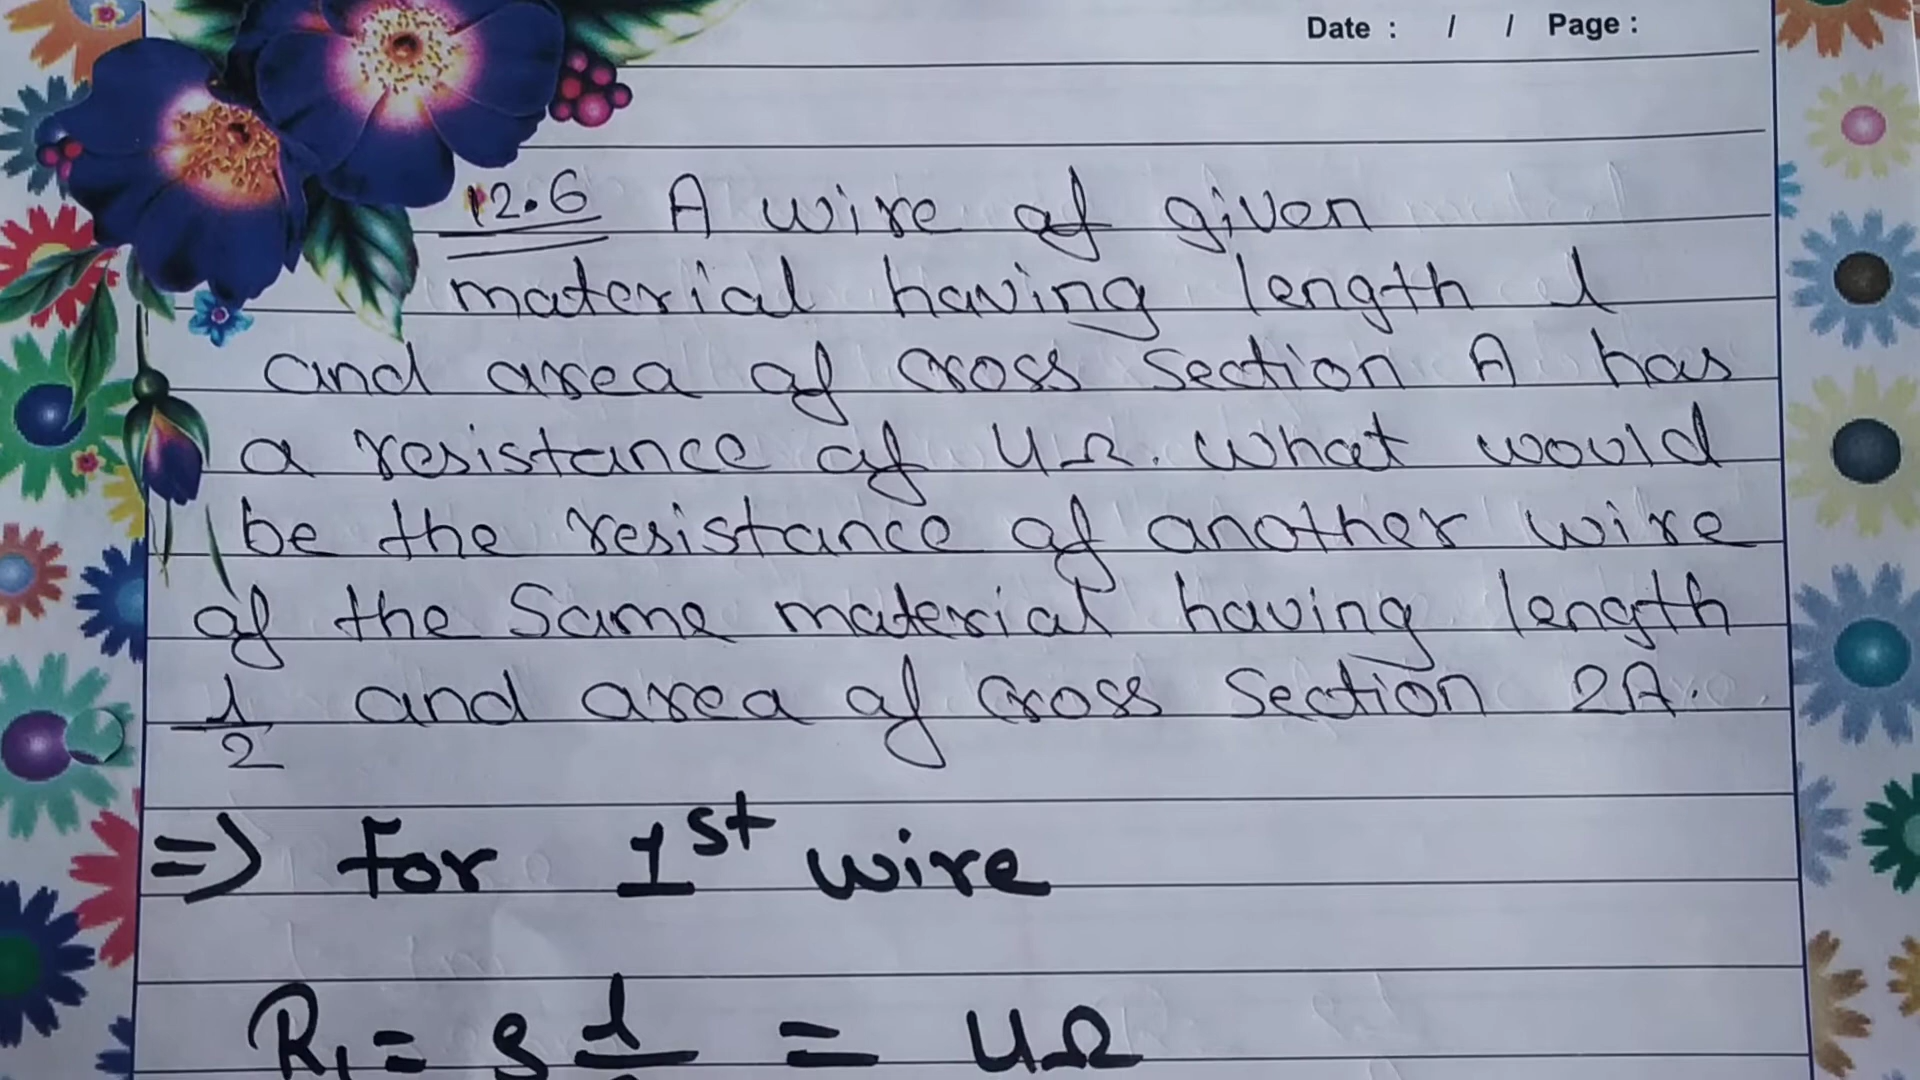 Date : / / Page :
12.6 A wire of given
material having length l
and area of cross section A has
a resistance of 4Ω. What would
be the resistance of another wire
of the same material having length
l/2 and area of cross section 2A.
=> For 1st wire
R1 = ρ l = 4Ω